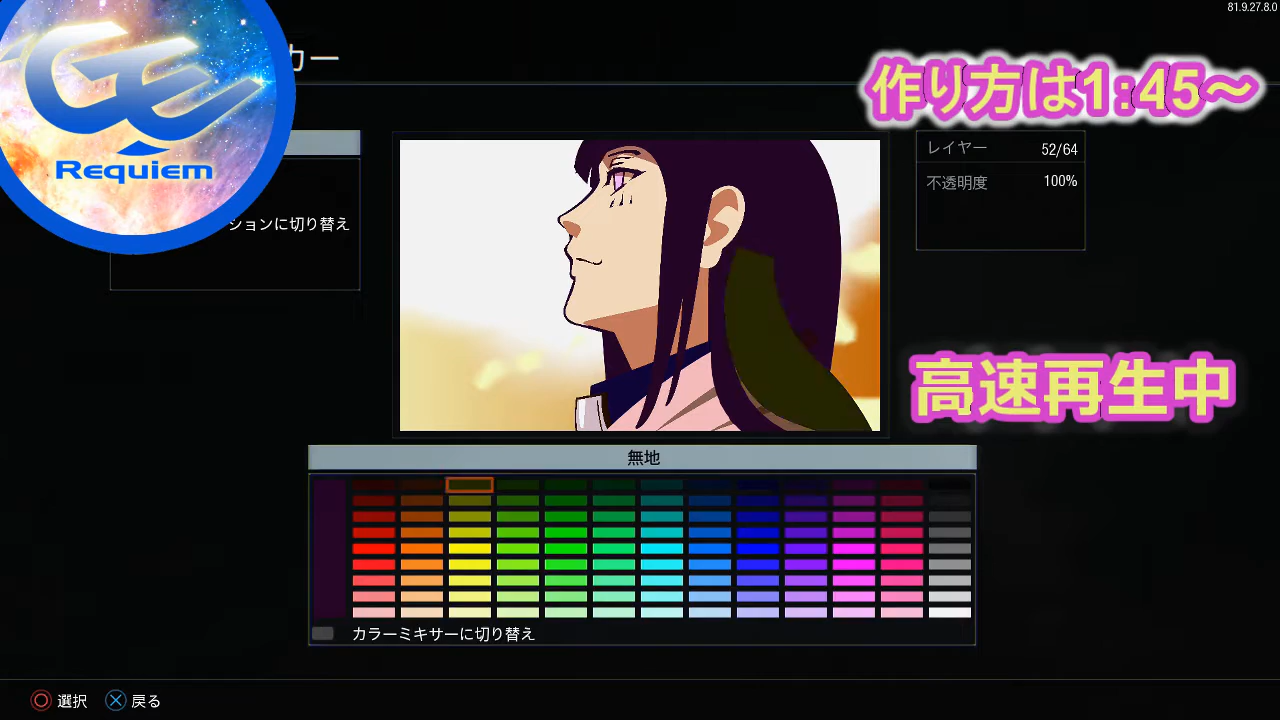 81.9.27.8.0
カー
作り方は1:45～
Requiem
レイヤー 52/64
不透明度 100%
ションに切り替え
高速再生中
無地
カラーミキサーに切り替え
選択 戻る